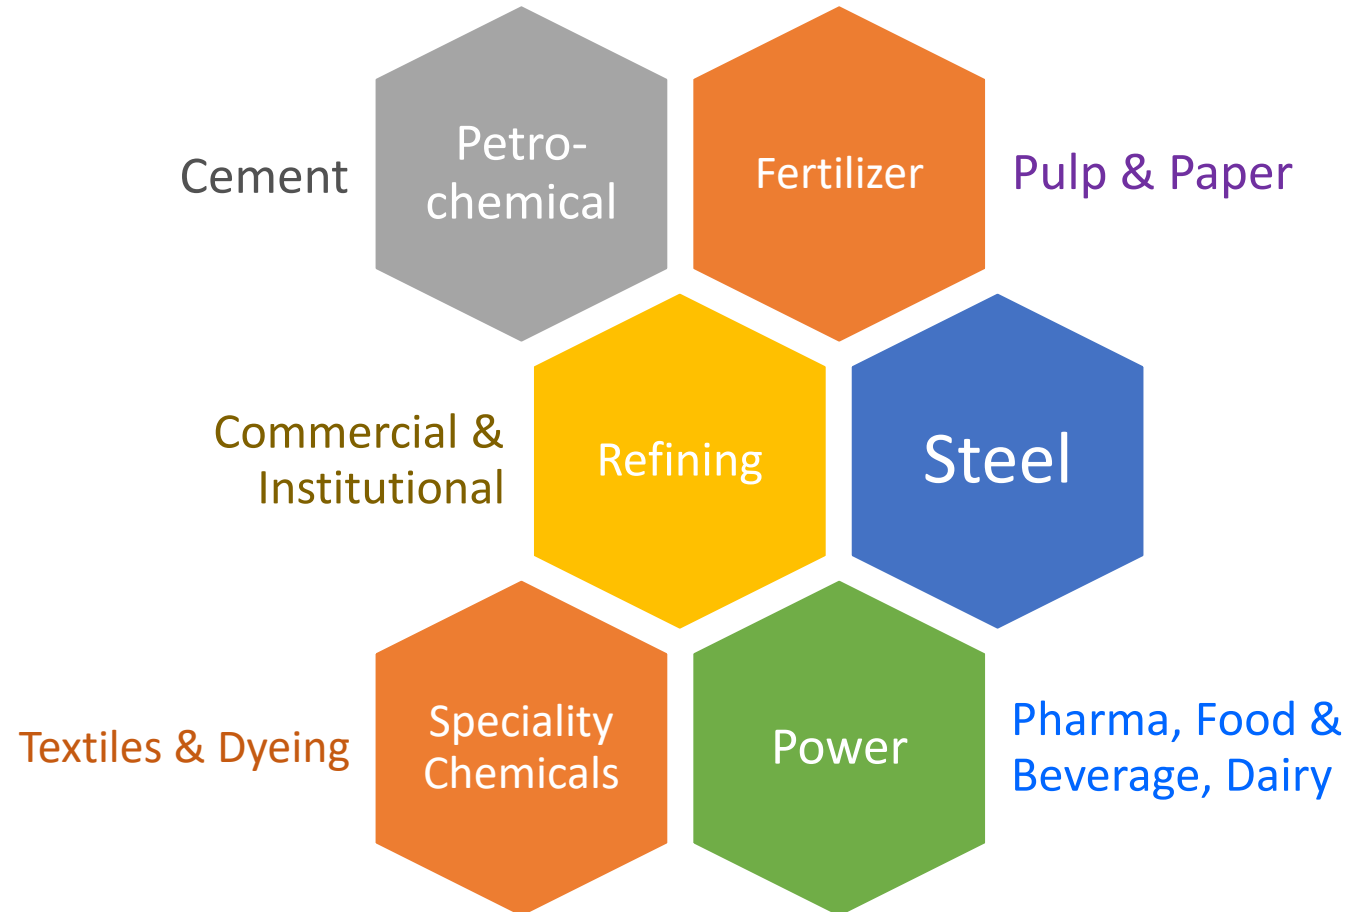 Cement
Petro-
chemical
Fertilizer
Pulp & Paper
Commercial &
Institutional
Refining
Steel
Textiles & Dyeing
Speciality
Chemicals
Power
Pharma, Food &
Beverage, Dairy